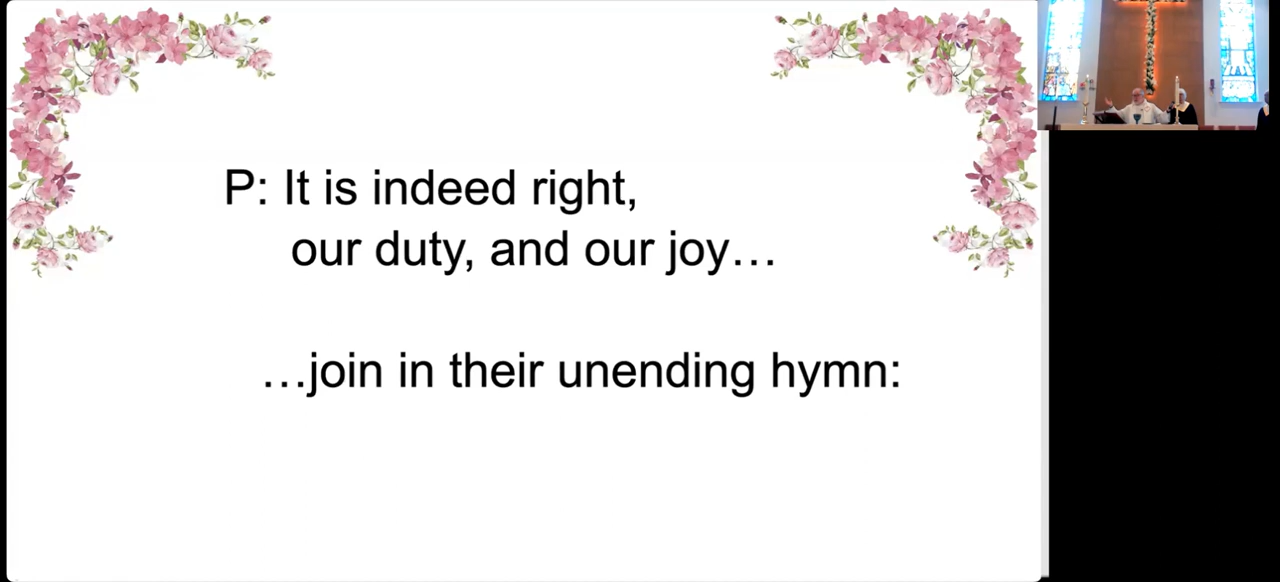 P: It is indeed right,
our duty, and our joy…
…join in their unending hymn: